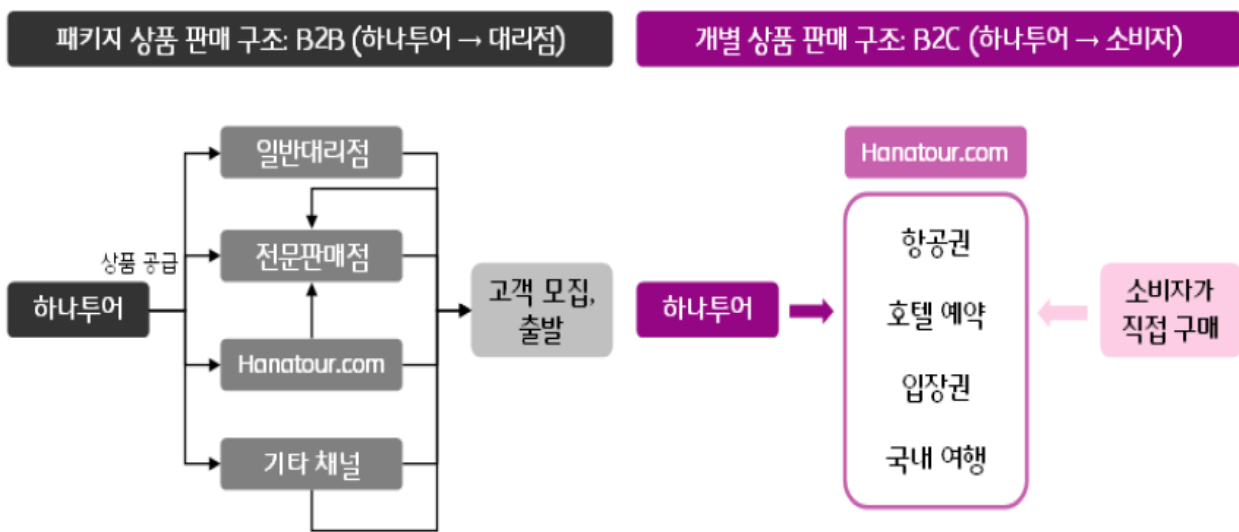 패키지 상품 판매 구조: B2B (하나투어 → 대리점)
일반대리점
전문판매점
상품 공급
하나투어
Hanatour.com
기타 채널
고객 모집,
출발
개별 상품 판매 구조: B2C (하나투어 → 소비자)
Hanatour.com
항공권
호텔 예약
입장권
국내 여행
하나투어
소비자가
직접 구매